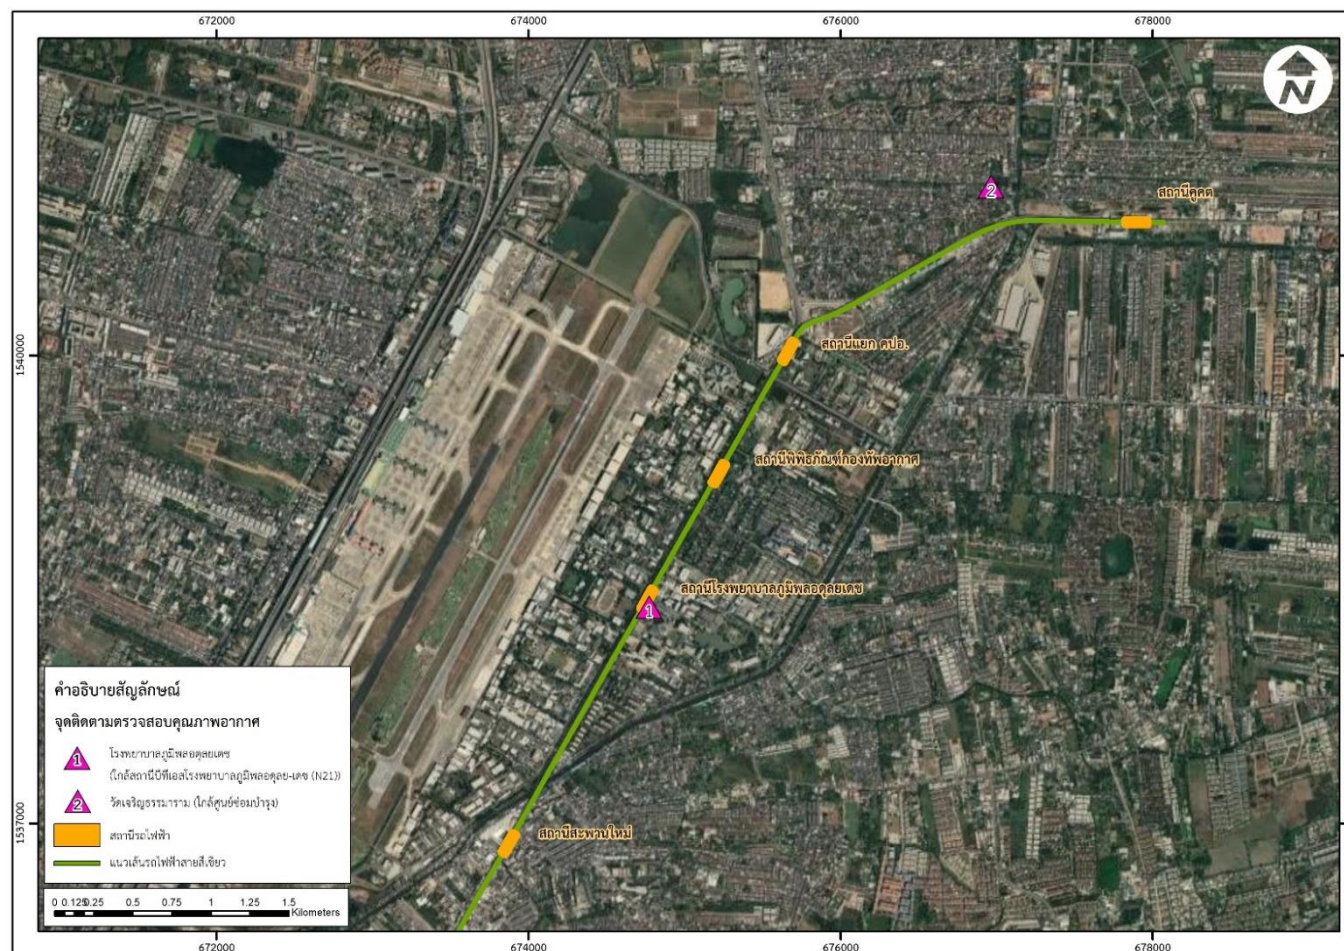 672000
674000
676000
678000
N
2
สถานีคูคต
1540000
สถานีแยก คปอ.
สถานีพิพิธภัณฑ์กองทัพอากาศ
สถานีโรงพยาบาลภูมิพลอดุลยเดช
1
คำอธิบายสัญลักษณ์
จุดติดตามตรวจสอบคุณภาพอากาศ
1 โรงพยาบาลภูมิพลอดุลยเดช
(ใกล้สถานีบีทีเอสโรงพยาบาลภูมิพลอดุลย-เดช (N21))
2 วัดเจริญธรรมาราม (ใกล้ศูนย์ซ่อมบำรุง)
สถานีรถไฟฟ้า
แนวเส้นรถไฟฟ้าสายสีเขียว
1537000
สถานีสะพานใหม่
0 0.125 0.25 0.5 0.75 1 1.25 1.5
Kilometers
672000
674000
676000
678000